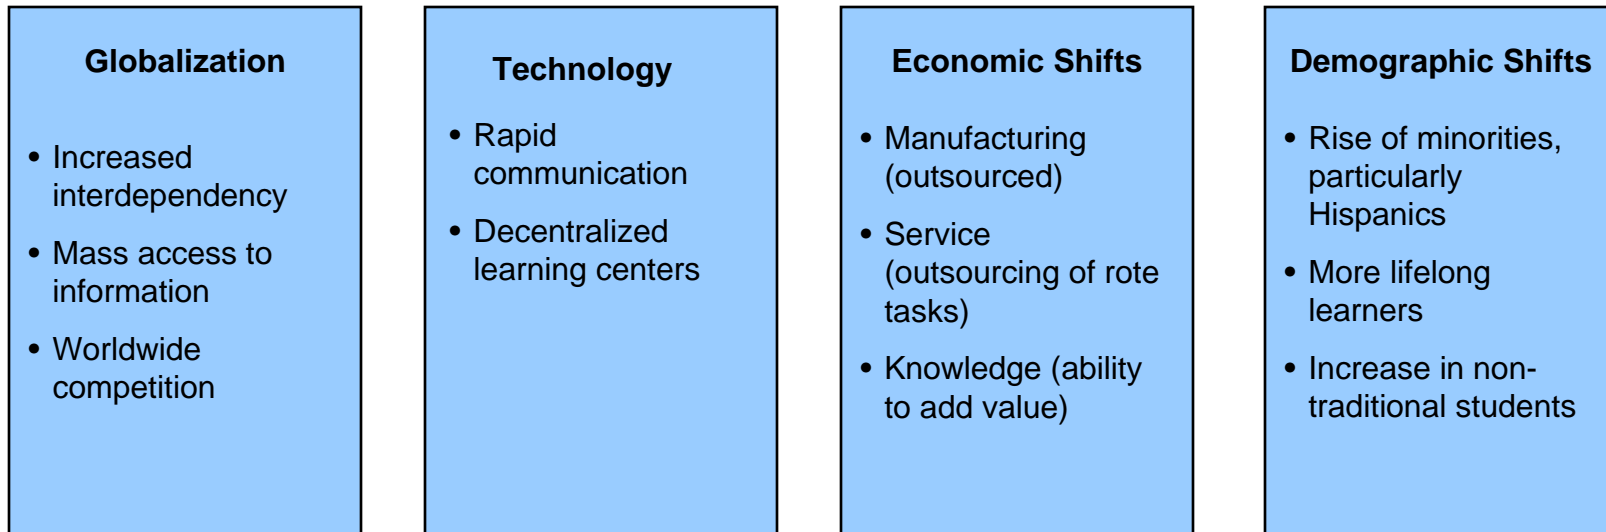 Globalization
• Increased
interdependency
• Mass access to
information
• Worldwide
competition
Technology
• Rapid
communication
• Decentralized
learning centers
Economic Shifts
• Manufacturing
(outsourced)
• Service
(outsourcing of rote
tasks)
• Knowledge (ability
to add value)
Demographic Shifts
• Rise of minorities,
particularly
Hispanics
• More lifelong
learners
• Increase in non-
traditional students